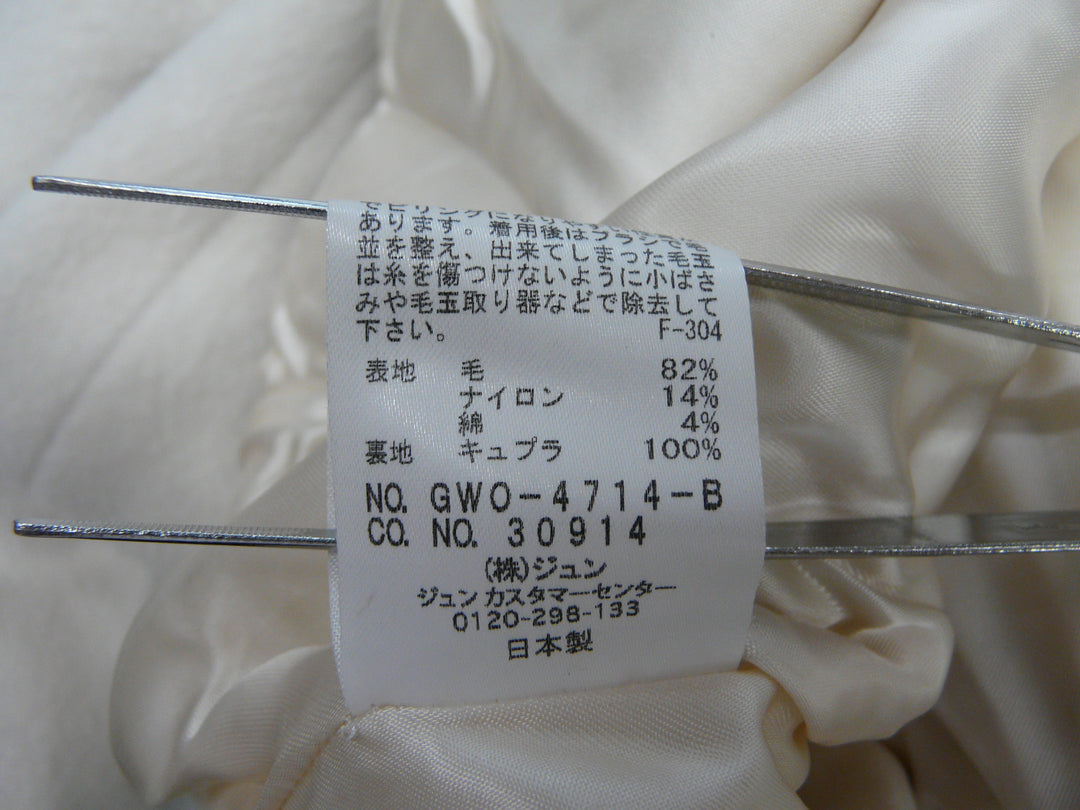 あります。着用後はブラシで毛
並を整え、出来てしまった毛玉
は糸を傷つけないように小ばさ
みや毛玉取り器などで除去して
下さい。 F-304
表地 毛 82%
ナイロン 14%
綿 4%
裏地 キュプラ 100%
NO. GWO-4714-B
CO. NO. 30914
(株)ジュン
ジュン カスタマーセンター
0120-298-133
日本製